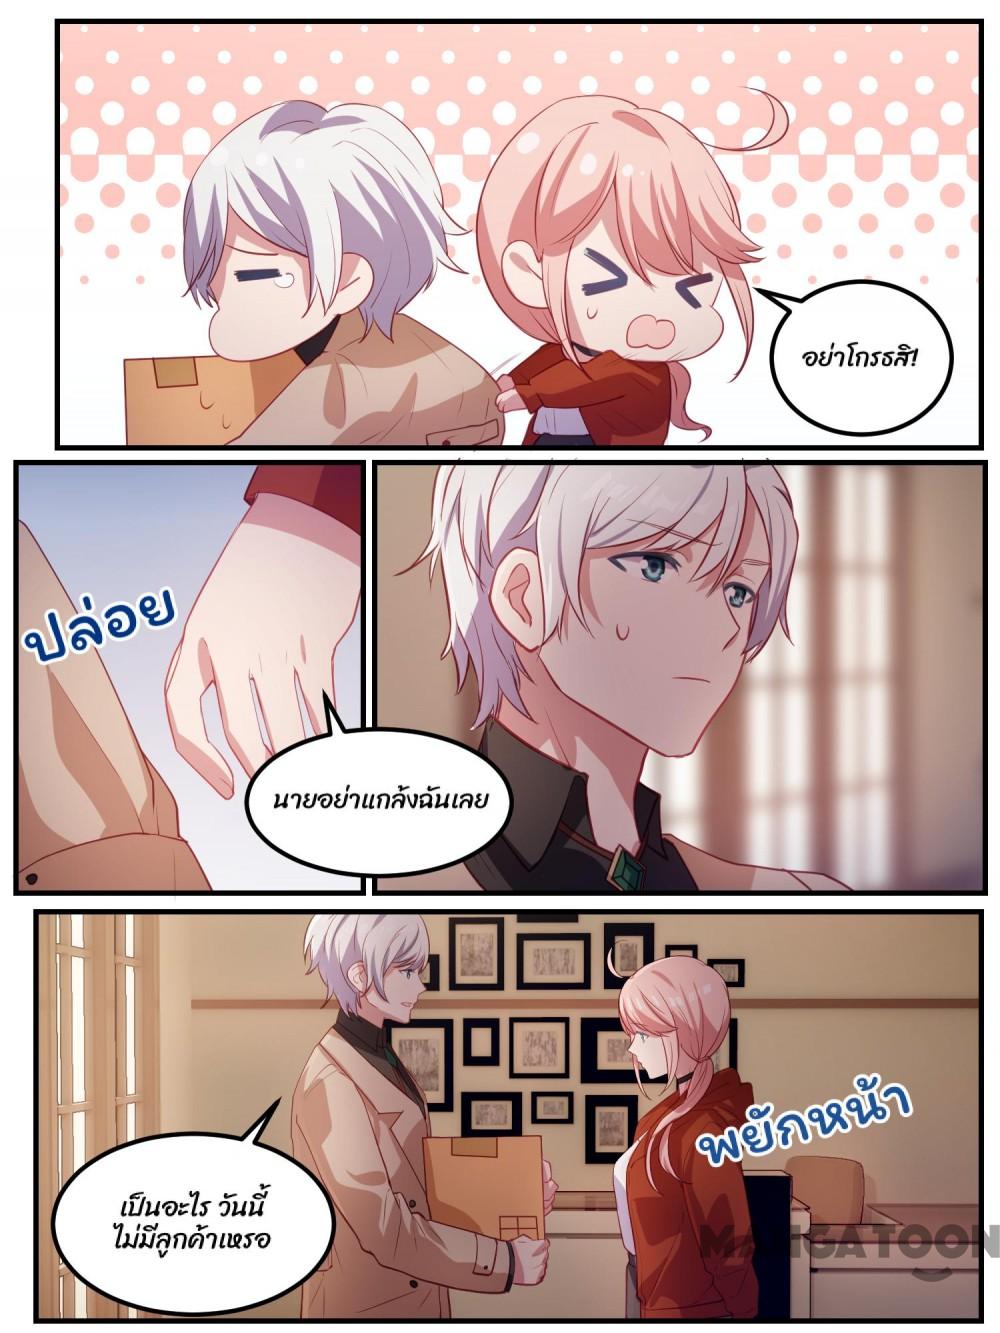 อย่าโกรธสิ!
ปล่อย
นายอย่าแกล้งฉันเลย
พยักหน้า
เป็นอะไร วันนี้
ไม่มีลูกค้าเหรอ
MANGATOON